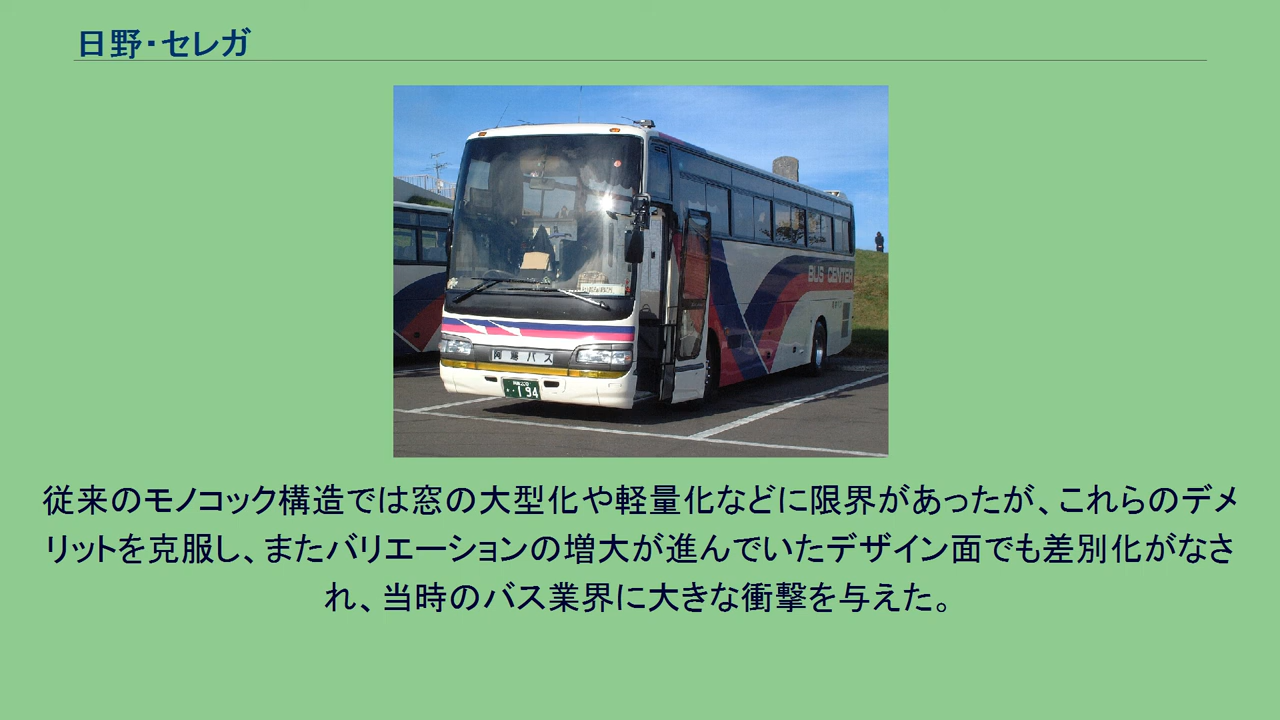 日野・セレガ
BUS CENTER
阿寒バス
194
従来のモノコック構造では窓の大型化や軽量化などに限界があったが、これらのデメ
リットを克服し、またバリエーションの増大が進んでいたデザイン面でも差別化がなさ
れ、当時のバス業界に大きな衝撃を与えた。